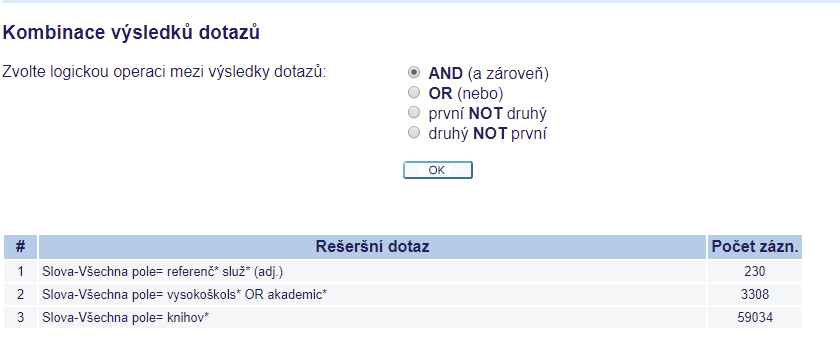 Kombinace výsledků dotazů
Zvolte logickou operaci mezi výsledky dotazů:
AND (a zároveň)
OR (nebo)
první NOT druhý
druhý NOT první
OK
# Rešeršní dotaz Počet zázn.
1 Slova-Všechna pole= referenč* služ* (adj.) 230
2 Slova-Všechna pole= vysokoškols* OR akademic* 3308
3 Slova-Všechna pole= knihov* 59034